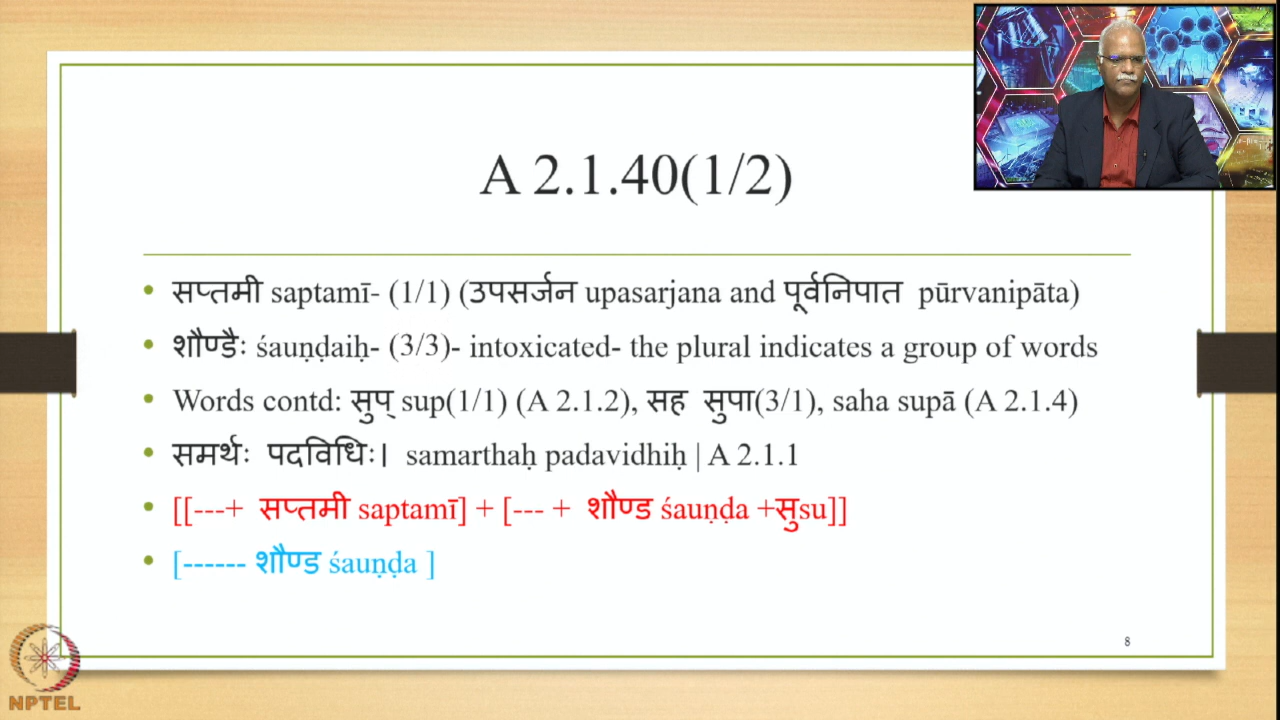 A 2.1.40(1/2)
• सप्तमी saptamī- (1/1) (उपसर्जन upasarjana and पूर्वनिपात pūrvanipāta)
• शौण्डैः śauṇḍaiḥ- (3/3)- intoxicated- the plural indicates a group of words
• Words contd: सुप् sup(1/1) (A 2.1.2), सह सुपा(3/1), saha supā (A 2.1.4)
• समर्थः पदविधिः। samarthaḥ padavidhiḥ | A 2.1.1
• [[---+ सप्तमी saptamī] + [--- + शौण्ड śauṇḍa +सुsu]]
• [------ शौण्ड śauṇḍa ]
8
NPTEL